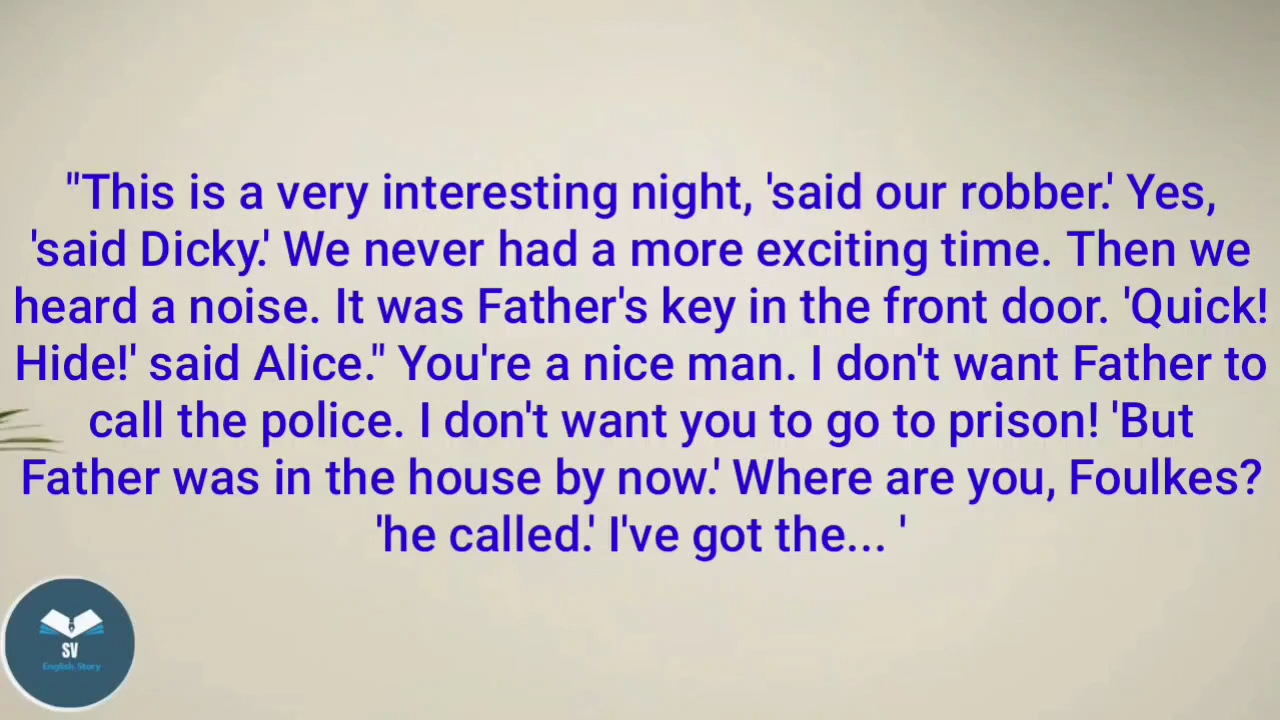 "This is a very interesting night, 'said our robber.' Yes,
'said Dicky.' We never had a more exciting time. Then we
heard a noise. It was Father's key in the front door. 'Quick!
Hide!' said Alice." You're a nice man. I don't want Father to
call the police. I don't want you to go to prison! 'But
Father was in the house by now.' Where are you, Foulkes?
'he called.' I've got the... '
SV
English Story